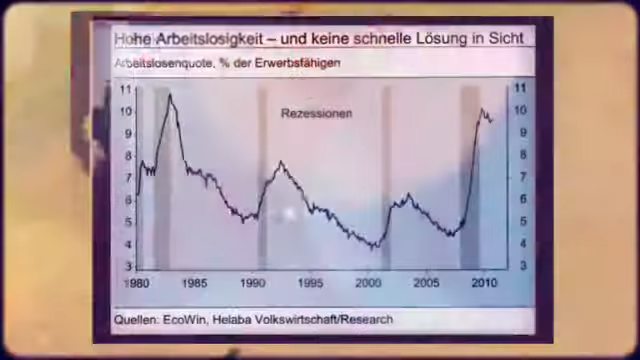 Hohe Arbeitslosigkeit – und keine schnelle Lösung in Sicht
Arbeitslosenquote, % der Erwerbsfähigen
11 11
10 10
Rezessionen
9 9
8 8
7 7
6 6
5 5
4 4
3 3
1980 1985 1990 1995 2000 2005 2010
Quellen: EcoWin, Helaba Volkswirtschaft/Research